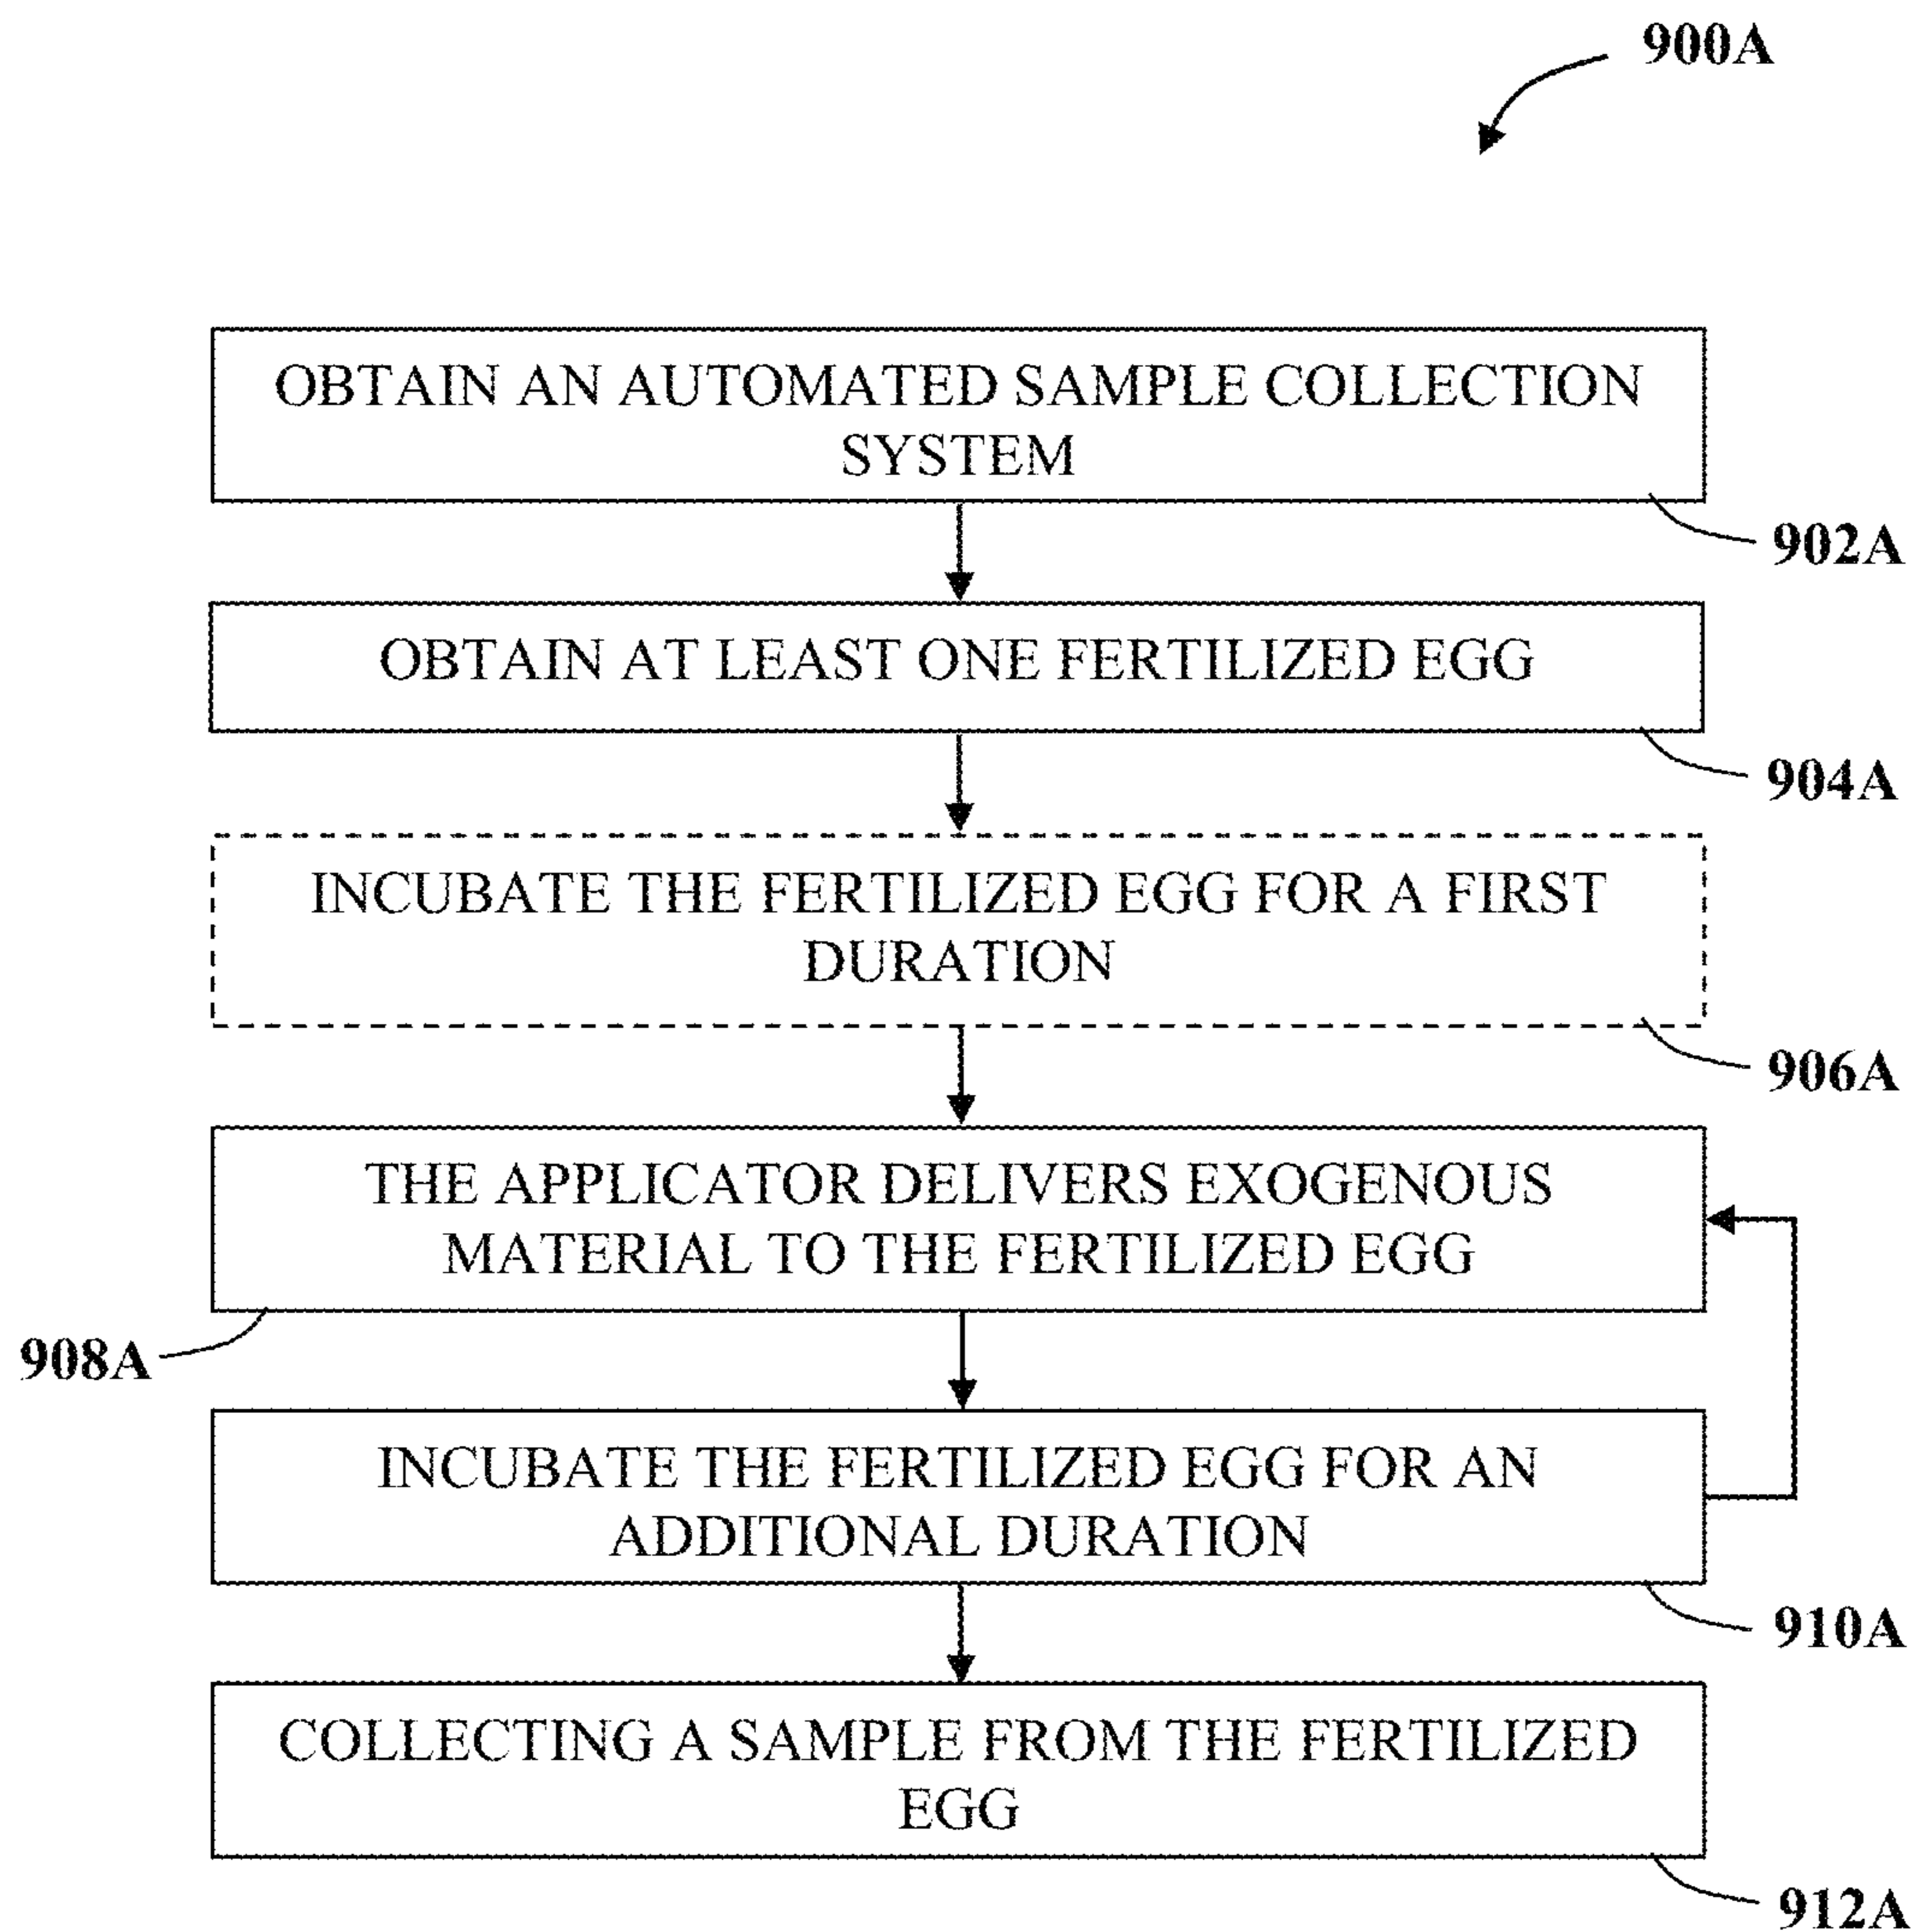 900A
OBTAIN AN AUTOMATED SAMPLE COLLECTION
SYSTEM
902A
OBTAIN AT LEAST ONE FERTILIZED EGG
904A
INCUBATE THE FERTILIZED EGG FOR A FIRST
DURATION
906A
THE APPLICATOR DELIVERS EXOGENOUS
MATERIAL TO THE FERTILIZED EGG
908A
INCUBATE THE FERTILIZED EGG FOR AN
ADDITIONAL DURATION
910A
COLLECTING A SAMPLE FROM THE FERTILIZED
EGG
912A